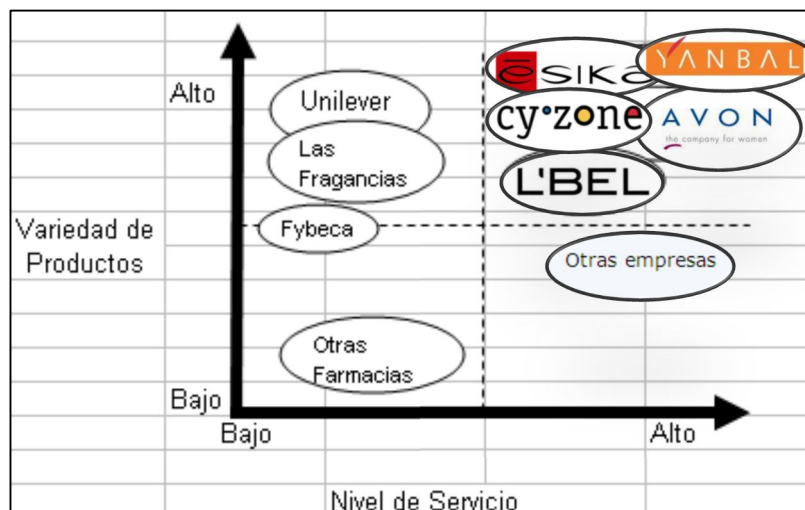 ēSIKA
YANBAL
Alto
Unilever
cy·zone
AVON
the company for women
Las
Fragancias
L'BEL
Variedad de
Productos
Fybeca
Otras empresas
Otras
Farmacias
Bajo
Bajo
Alto
Nivel de Servicio